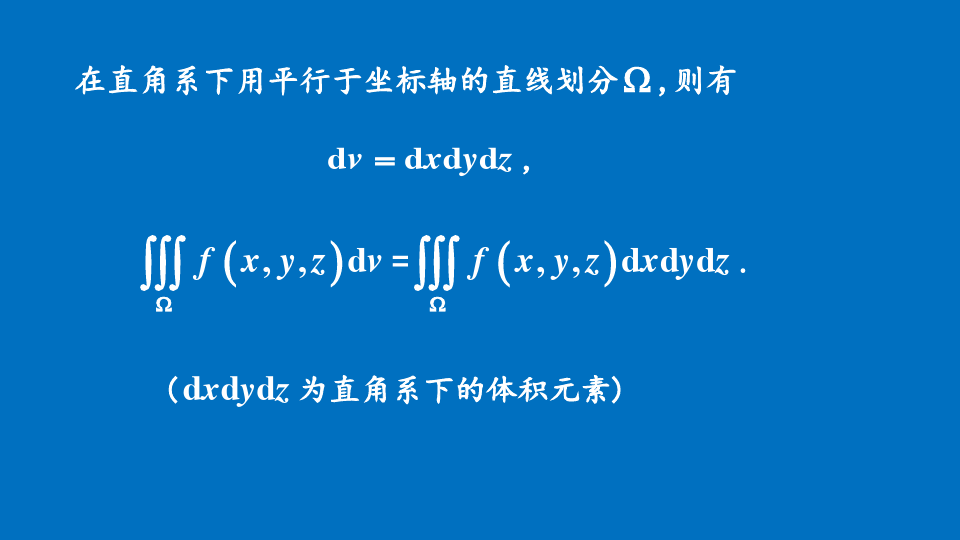 在直角系下用平行于坐标轴的直线划分Ω,则有
dv = dxdydz ,
∭_Ω f(x, y, z)dv = ∭_Ω f(x, y, z)dxdydz .
(dxdydz 为直角系下的体积元素)